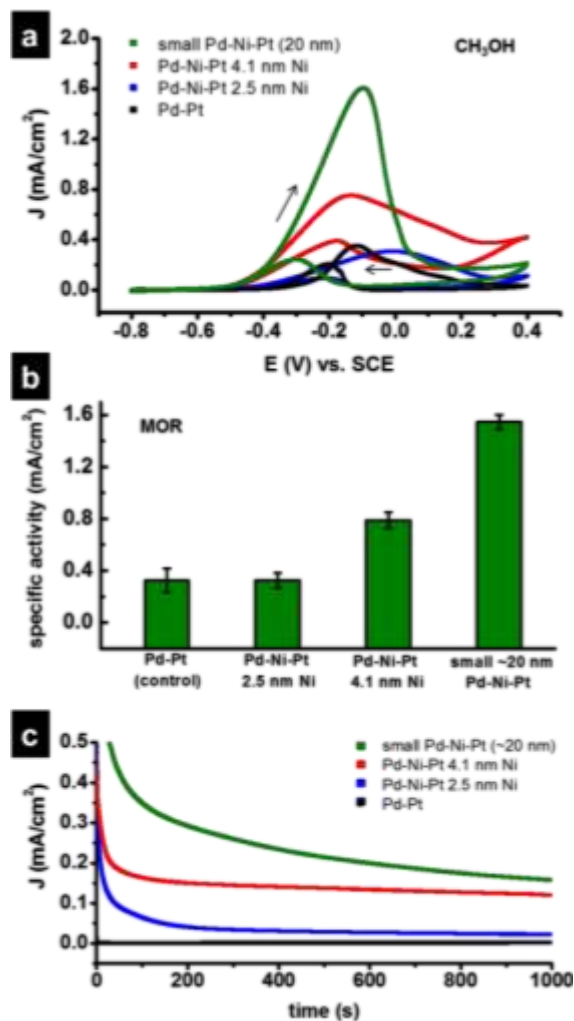 a
small Pd-Ni-Pt (20 nm)
Pd-Ni-Pt 4.1 nm Ni
Pd-Ni-Pt 2.5 nm Ni
Pd-Pt
CH₃OH
J (mA/cm²)
2.0
1.6
1.2
0.8
0.4
0.0
-0.8 -0.6 -0.4 -0.2 0.0 0.2 0.4
E (V) vs. SCE
b
MOR
specific activity (mA/cm²)
1.6
1.2
0.8
0.4
0.0
Pd-Pt
(control)
Pd-Ni-Pt
2.5 nm Ni
Pd-Ni-Pt
4.1 nm Ni
small ~20 nm
Pd-Ni-Pt
c
small Pd-Ni-Pt (~20 nm)
Pd-Ni-Pt 4.1 nm Ni
Pd-Ni-Pt 2.5 nm Ni
Pd-Pt
J (mA/cm²)
0.5
0.4
0.3
0.2
0.1
0.0
0 200 400 600 800 1000
time (s)